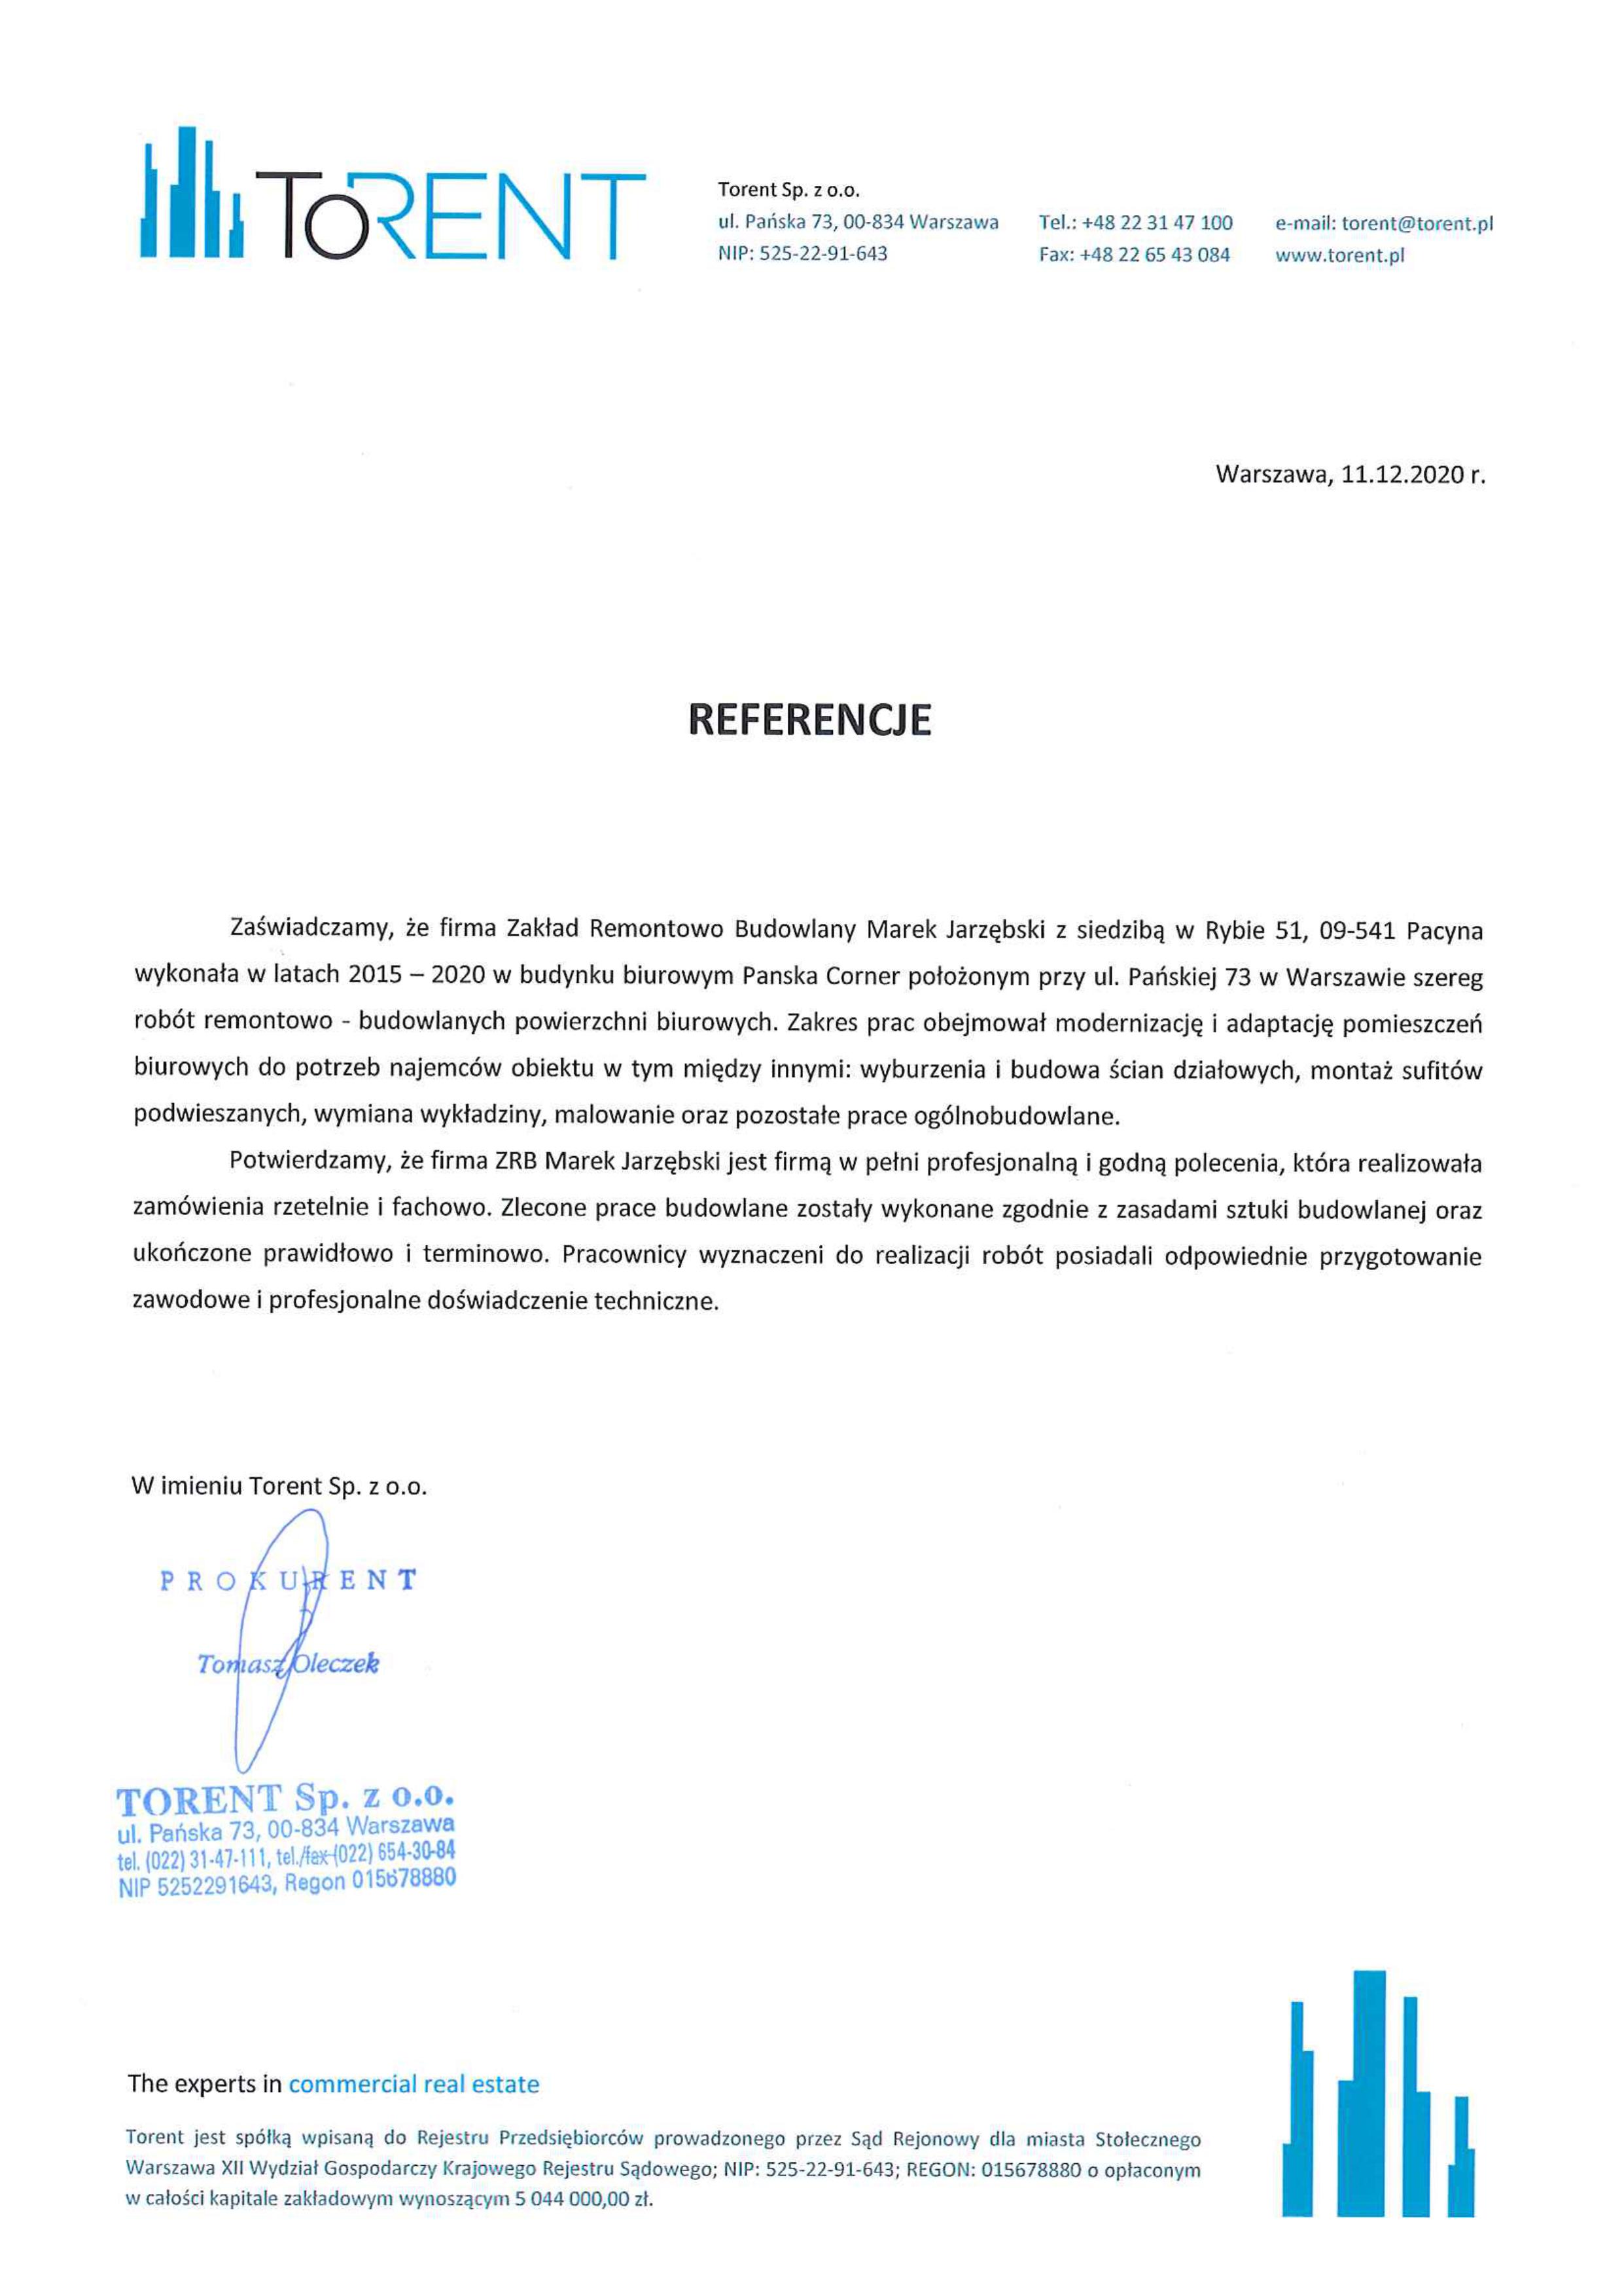 ToRENT
Torent Sp. z o.o.
ul. Pańska 73, 00-834 Warszawa
NIP: 525-22-91-643
Tel.: +48 22 31 47 100
Fax: +48 22 65 43 084
e-mail: torent@torent.pl
www.torent.pl
Warszawa, 11.12.2020 r.
REFERENCJE
Zaświadczamy, że firma Zakład Remontowo Budowlany Marek Jarzębski z siedzibą w Rybie 51, 09-541 Pacyna
wykonała w latach 2015 – 2020 w budynku biurowym Panska Corner położonym przy ul. Pańskiej 73 w Warszawie szereg
robót remontowo - budowlanych powierzchni biurowych. Zakres prac obejmował modernizację i adaptację pomieszczeń
biurowych do potrzeb najemców obiektu w tym między innymi: wyburzenia i budowa ścian działowych, montaż sufitów
podwieszanych, wymiana wykładziny, malowanie oraz pozostałe prace ogólnobudowlane.
Potwierdzamy, że firma ZRB Marek Jarzębski jest firmą w pełni profesjonalną i godną polecenia, która realizowała
zamówienia rzetelnie i fachowo. Zlecone prace budowlane zostały wykonane zgodnie z zasadami sztuki budowlanej oraz
ukończone prawidłowo i terminowo. Pracownicy wyznaczeni do realizacji robót posiadali odpowiednie przygotowanie
zawodowe i profesjonalne doświadczenie techniczne.
W imieniu Torent Sp. z o.o.
PROKURENT
Tomasz Oleczek
TORENT Sp. z o.o.
ul. Pańska 73, 00-834 Warszawa
tel. (022) 31-47-111, tel./fax (022) 654-30-84
NIP 5252291643, Regon 015678880
The experts in commercial real estate
Torent jest spółką wpisaną do Rejestru Przedsiębiorców prowadzonego przez Sąd Rejonowy dla miasta Stołecznego
Warszawa XII Wydział Gospodarczy Krajowego Rejestru Sądowego; NIP: 525-22-91-643; REGON: 015678880 o opłaconym
w całości kapitale zakładowym wynoszącym 5 044 000,00 zł.